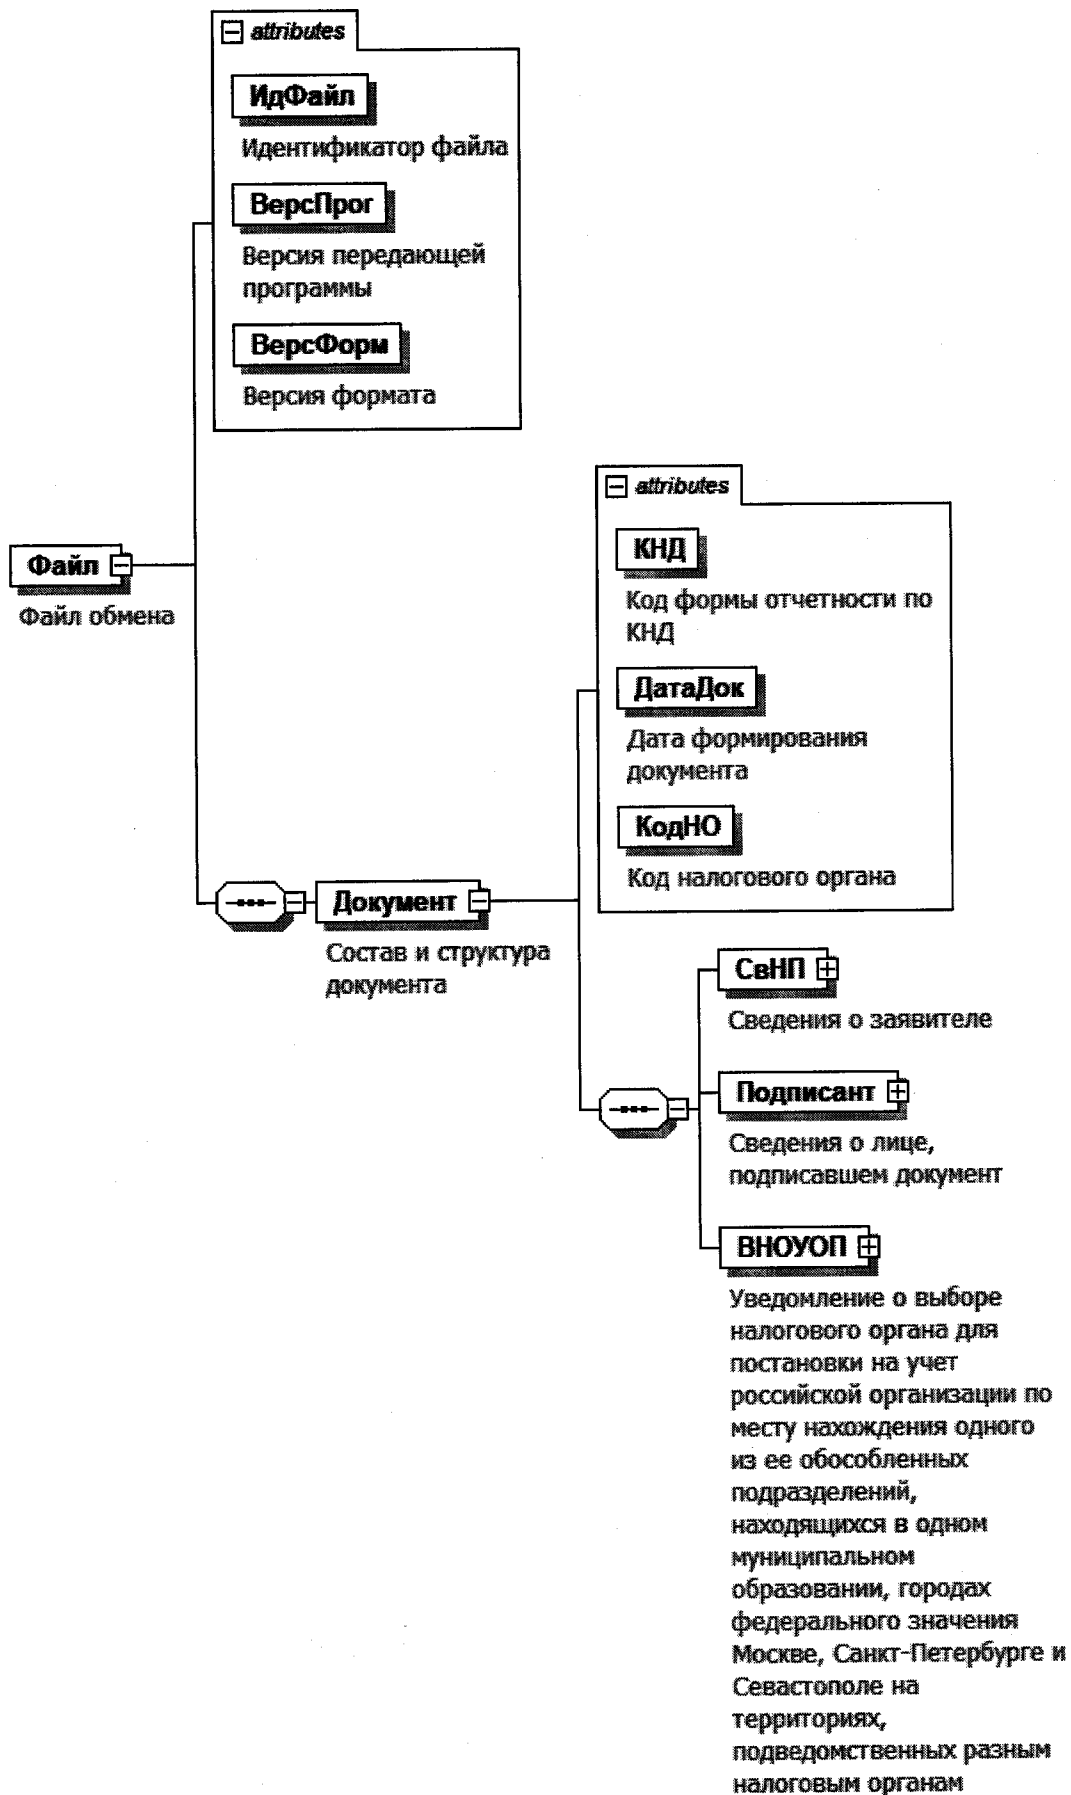 attributes
ИдФайл
Идентификатор файла
ВерсПрог
Версия передающей
программы
ВерсФорм
Версия формата
Файл
Файл обмена
attributes
КНД
Код формы отчетности по
КНД
ДатаДок
Дата формирования
документа
КодНО
Код налогового органа
Документ
Состав и структура
документа
СвНП
Сведения о заявителе
Подписант
Сведения о лице,
подписавшем документ
ВНОУОП
Уведомление о выборе
налогового органа для
постановки на учет
российской организации по
месту нахождения одного
из ее обособленных
подразделений,
находящихся в одном
муниципальном
образовании, городах
федерального значения
Москве, Санкт-Петербурге и
Севастополе на
территориях,
подведомственных разным
налоговым органам